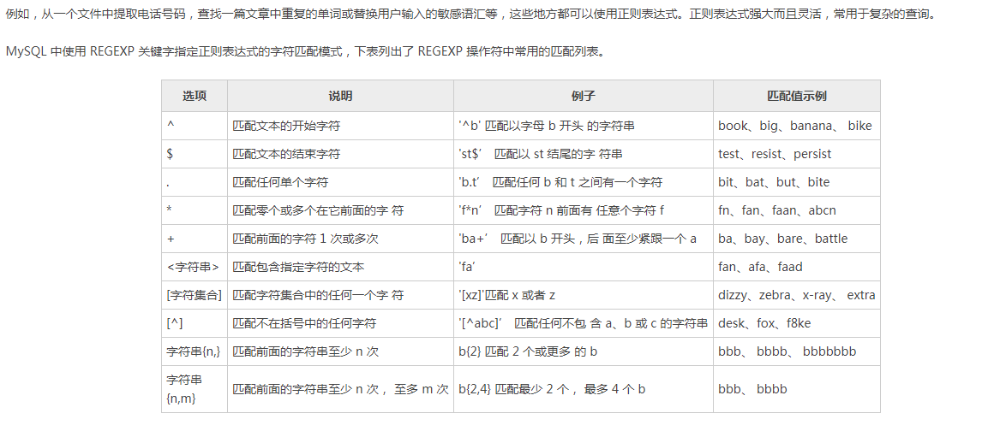 例如，从一个文件中提取电话号码，查找一篇文章中重复的单词或替换用户输入的敏感语汇等，这些地方都可以使用正则表达式。正则表达式强大而且灵活，常用于复杂的查询。
MySQL 中使用 REGEXP 关键字指定正则表达式的字符匹配模式，下表列出了 REGEXP 操作符中常用的匹配列表。
选项 说明 例子 匹配值示例
^ 匹配文本的开始字符 '^b' 匹配以字母 b 开头 的字符串 book、big、banana、 bike
$ 匹配文本的结束字符 'st$’ 匹配以 st 结尾的字 符串 test、resist、persist
. 匹配任何单个字符 'b.t’ 匹配任何 b 和 t 之间有一个字符 bit、bat、but、bite
* 匹配零个或多个在它前面的字 符 'f*n’ 匹配字符 n 前面有 任意个字符 f fn、fan、faan、abcn
+ 匹配前面的字符 1 次或多次 'ba+’ 匹配以 b 开头，后 面至少紧跟一个 a ba、bay、bare、battle
<字符串> 匹配包含指定字符的文本 'fa’ fan、afa、faad
[字符集合] 匹配字符集合中的任何一个字 符 '[xz]'匹配 x 或者 z dizzy、zebra、x-ray、 extra
[^] 匹配不在括号中的任何字符 '[^abc]’ 匹配任何不包 含 a、b 或 c 的字符串 desk、fox、f8ke
字符串{n,} 匹配前面的字符串至少 n 次 b{2} 匹配 2 个或更多 的 b bbb、 bbbb、 bbbbbbb
字符串
{n,m} 匹配前面的字符串至少 n 次， 至多 m 次 b{2,4} 匹配最少 2 个， 最多 4 个 b bbb、 bbbb